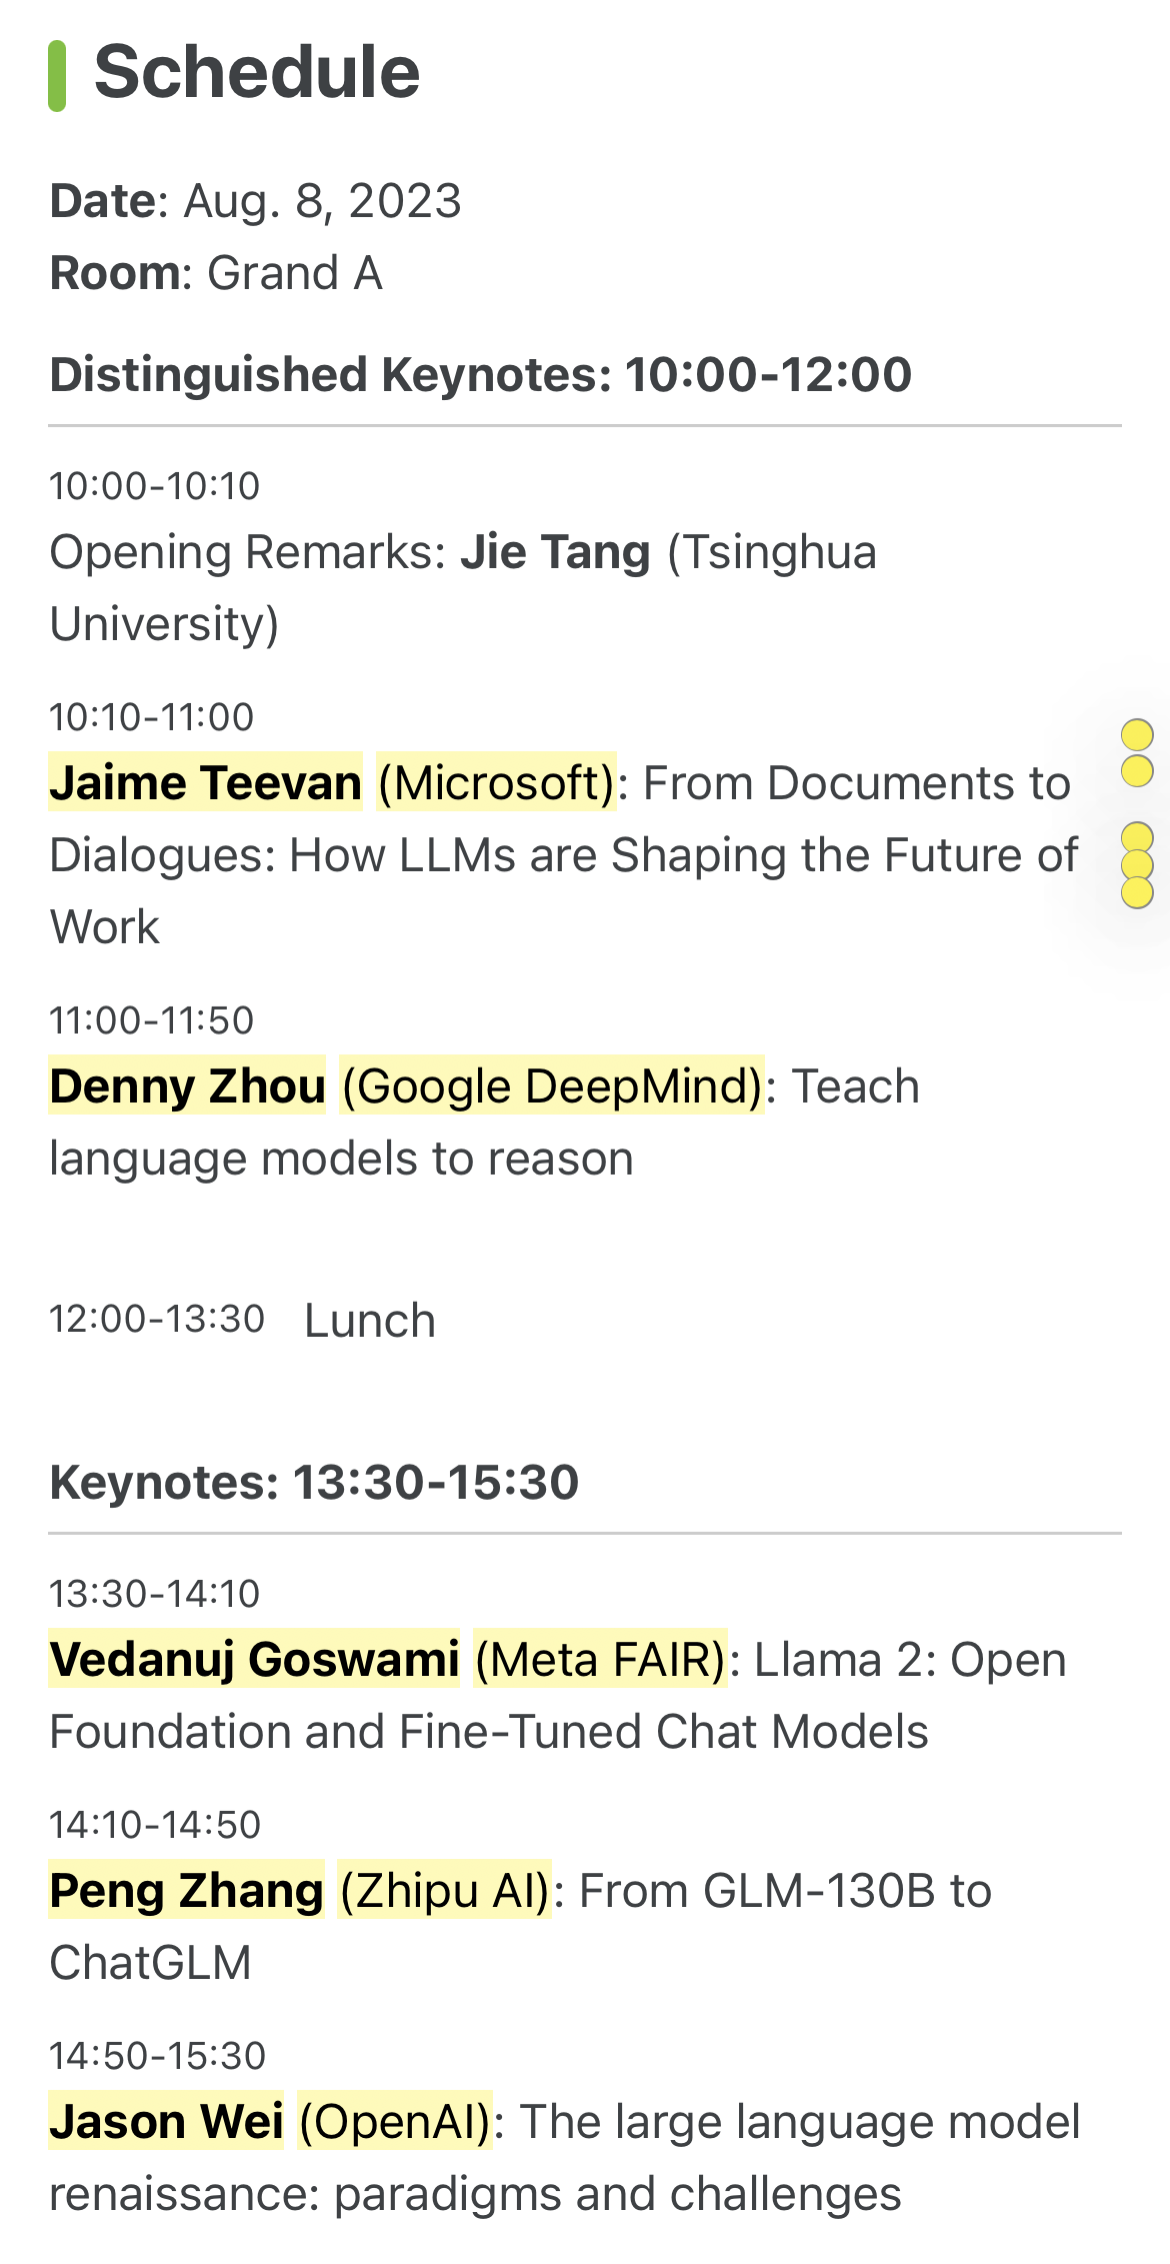 Schedule
Date: Aug. 8, 2023
Room: Grand A
Distinguished Keynotes: 10:00-12:00
10:00-10:10
Opening Remarks: Jie Tang (Tsinghua
University)
10:10-11:00
Jaime Teevan (Microsoft): From Documents to
Dialogues: How LLMs are Shaping the Future of
Work
11:00-11:50
Denny Zhou (Google DeepMind): Teach
language models to reason
12:00-13:30 Lunch
Keynotes: 13:30-15:30
13:30-14:10
Vedanuj Goswami (Meta FAIR): Llama 2: Open
Foundation and Fine-Tuned Chat Models
14:10-14:50
Peng Zhang (Zhipu AI): From GLM-130B to
ChatGLM
14:50-15:30
Jason Wei (OpenAI): The large language model
renaissance: paradigms and challenges